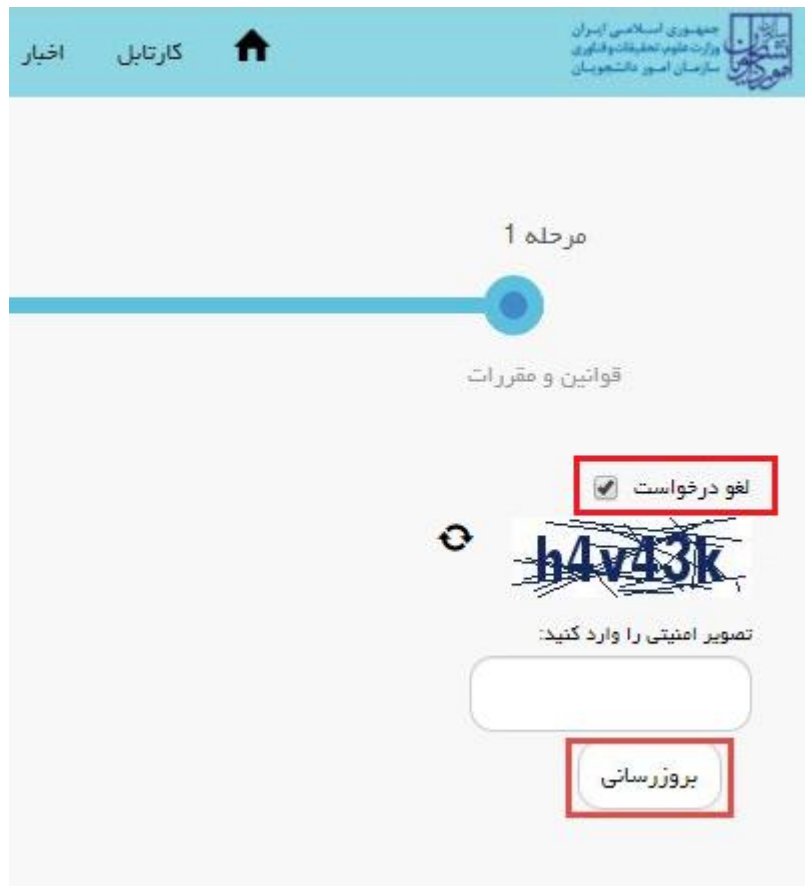 جمهوری اسلامی ایران
وزارت علوم، تحقیقات و فناوری
سازمان امور دانشجویان
کارتابل
اخبار
مرحله 1
قوانین و مقررات
لغو درخواست
h4v43k
تصویر امنیتی را وارد کنید:
بروزرسانی